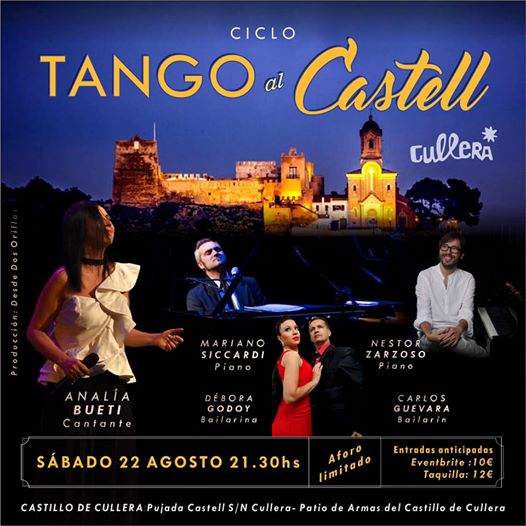 CICLO
TANGO al Castell
CULLERA
Producción: Desde Dos Orillas
MARIANO
SICCARDI
Piano
NESTOR
ZARZOSO
Piano
ANALÍA
BUETI
Cantante
DÉBORA
GODOY
Bailarina
CARLOS
GUEVARA
Bailarín
SÁBADO 22 AGOSTO 21.30hs
Aforo
limitado
Entradas anticipadas
Eventbrite :10€
Taquilla: 12€
CASTILLO DE CULLERA Pujada Castell S/N Cullera- Patio de Armas del Castillo de Cullera